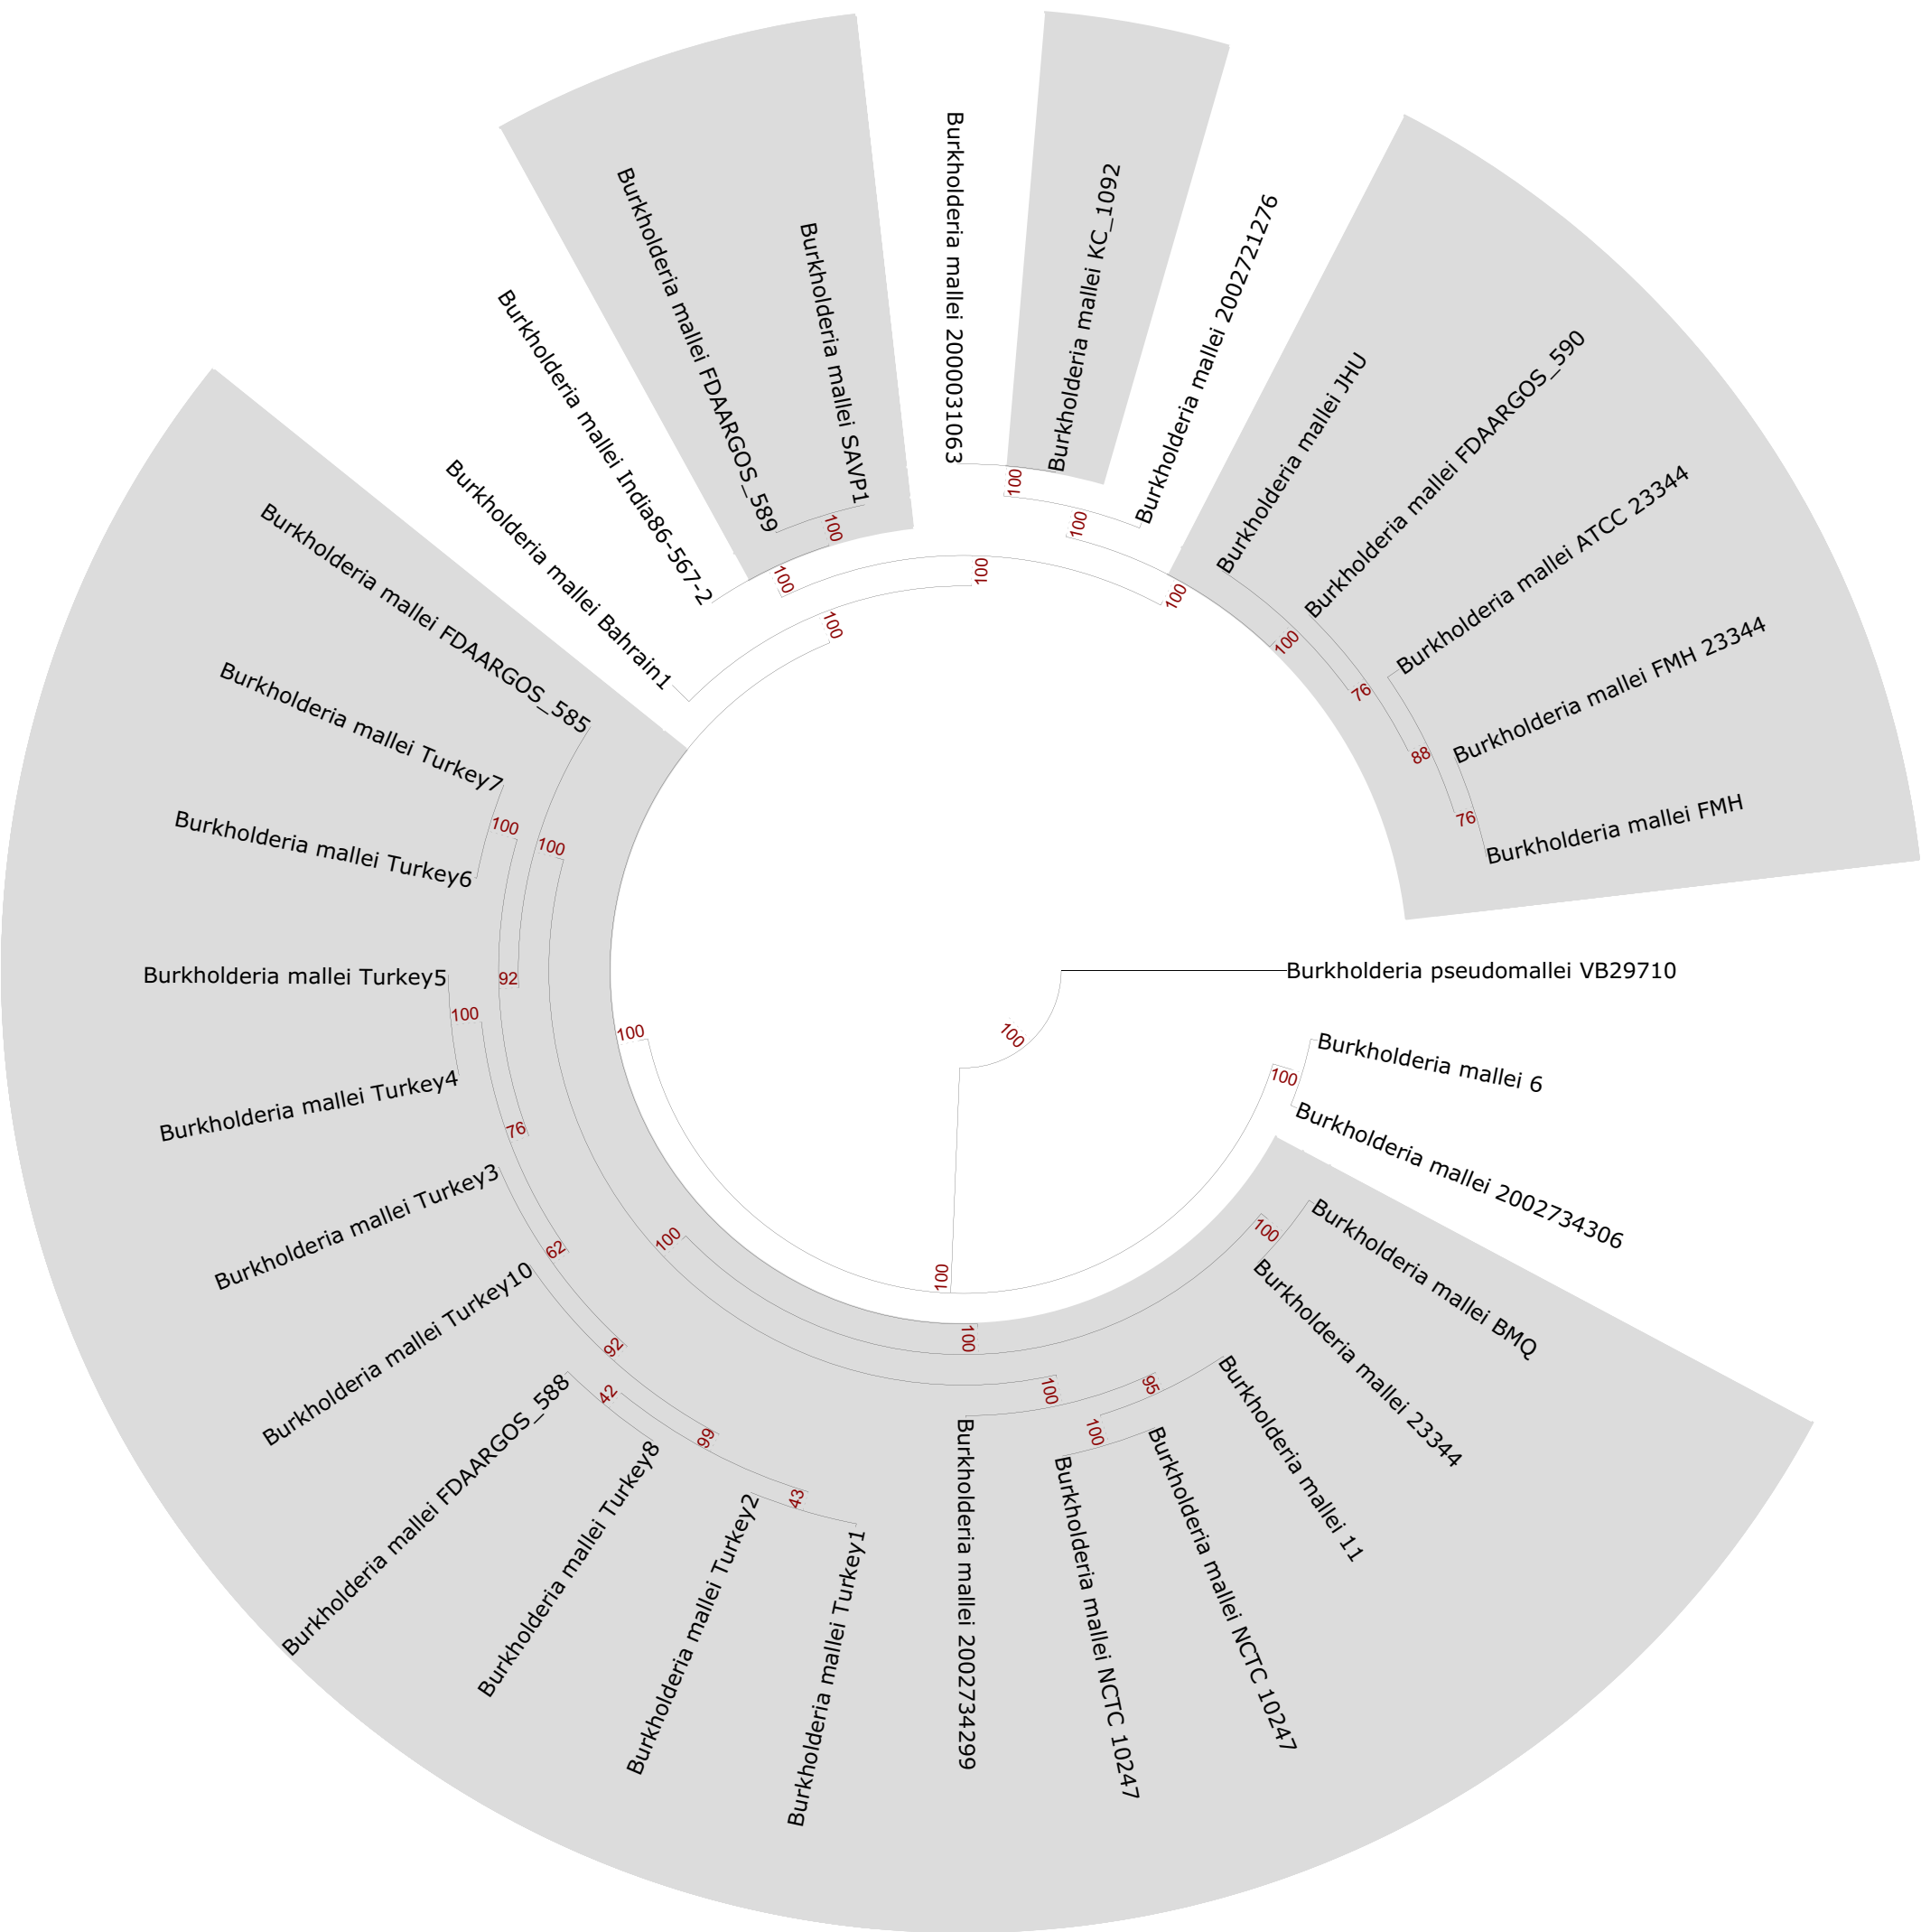 Burkholderia mallei 2000031063
Burkholderia mallei KC_1092
Burkholderia mallei 2002721276
Burkholderia mallei JHU
Burkholderia mallei FDAARGOS_590
Burkholderia mallei ATCC 23344
Burkholderia mallei FMH 23344
Burkholderia mallei FMH
Burkholderia pseudomallei VB29710
Burkholderia mallei 6
Burkholderia mallei 2002734306
Burkholderia mallei BMQ
Burkholderia mallei 23344
Burkholderia mallei 11
Burkholderia mallei NCTC 10247
Burkholderia mallei NCTC 10247
Burkholderia mallei 2002734299
Burkholderia mallei Turkey1
Burkholderia mallei Turkey2
Burkholderia mallei Turkey8
Burkholderia mallei FDAARGOS_588
Burkholderia mallei Turkey10
Burkholderia mallei Turkey3
Burkholderia mallei Turkey4
Burkholderia mallei Turkey5
Burkholderia mallei Turkey6
Burkholderia mallei Turkey7
Burkholderia mallei FDAARGOS_585
Burkholderia mallei Bahrain1
Burkholderia mallei India86-567-2
Burkholderia mallei FDAARGOS_589
Burkholderia mallei SAVP1
100
100
100
100
100
100
100
100
76
88
76
100
100
92
100
76
62
92
42
99
43
100
100
100
100
100
95
100
100
100
100